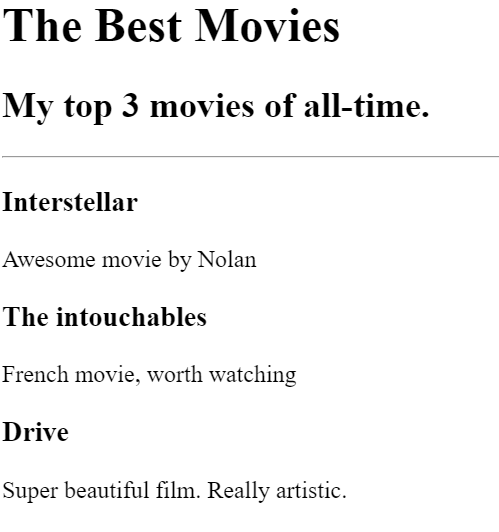 The Best Movies
My top 3 movies of all-time.
Interstellar
Awesome movie by Nolan
The intouchables
French movie, worth watching
Drive
Super beautiful film. Really artistic.